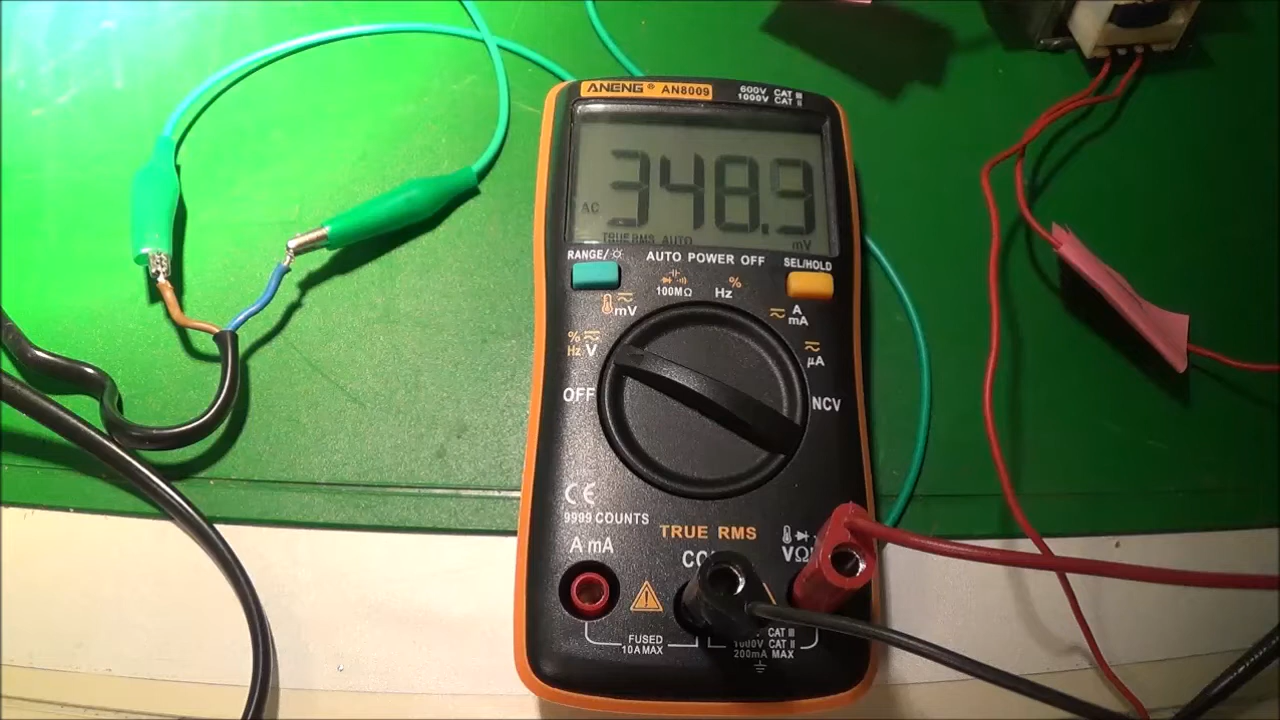 ANENG® AN8009
600V CAT III
1000V CAT II
348.9
AC
TRUE RMS AUTO
mV
RANGE/
AUTO POWER OFF
SEL/HOLD
100MΩ
Hz %
mV
A
mA
% Hz V
μA
OFF
NCV
CE
9999 COUNTS
TRUE RMS
A mA
VΩ
FUSED
10A MAX
CAT III
1000V CAT II
200mA MAX